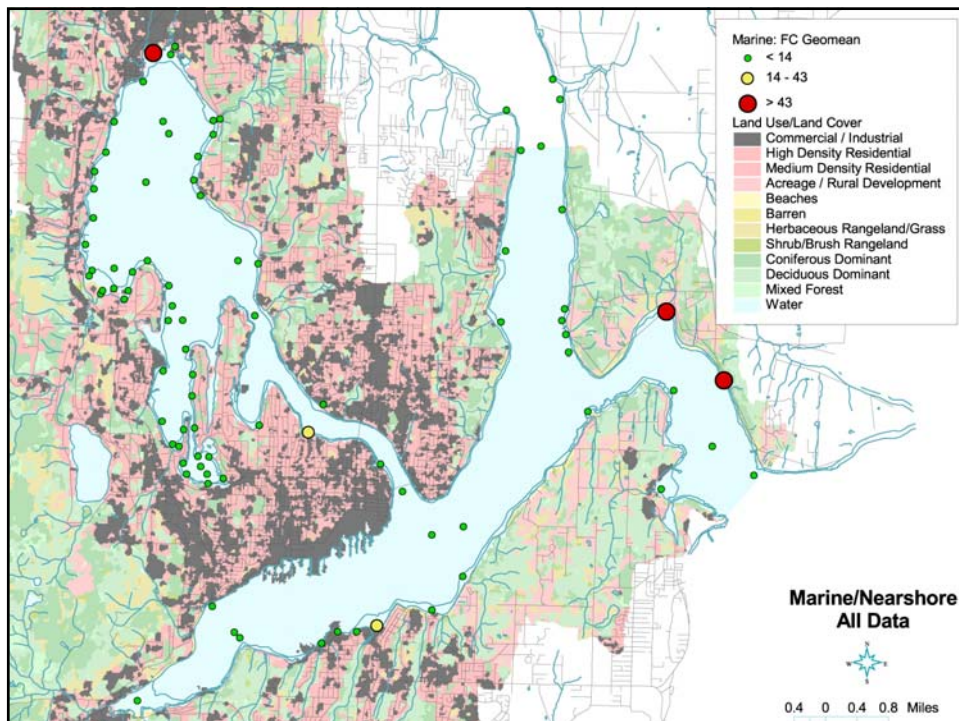 Marine: FC Geomean
< 14
14 - 43
> 43
Land Use/Land Cover
Commercial / Industrial
High Density Residential
Medium Density Residential
Acreage / Rural Development
Beaches
Barren
Herbaceous Rangeland/Grass
Shrub/Brush Rangeland
Coniferous Dominant
Deciduous Dominant
Mixed Forest
Water
Marine/Nearshore
All Data
N
W E
S
0.4 0 0.4 0.8 Miles